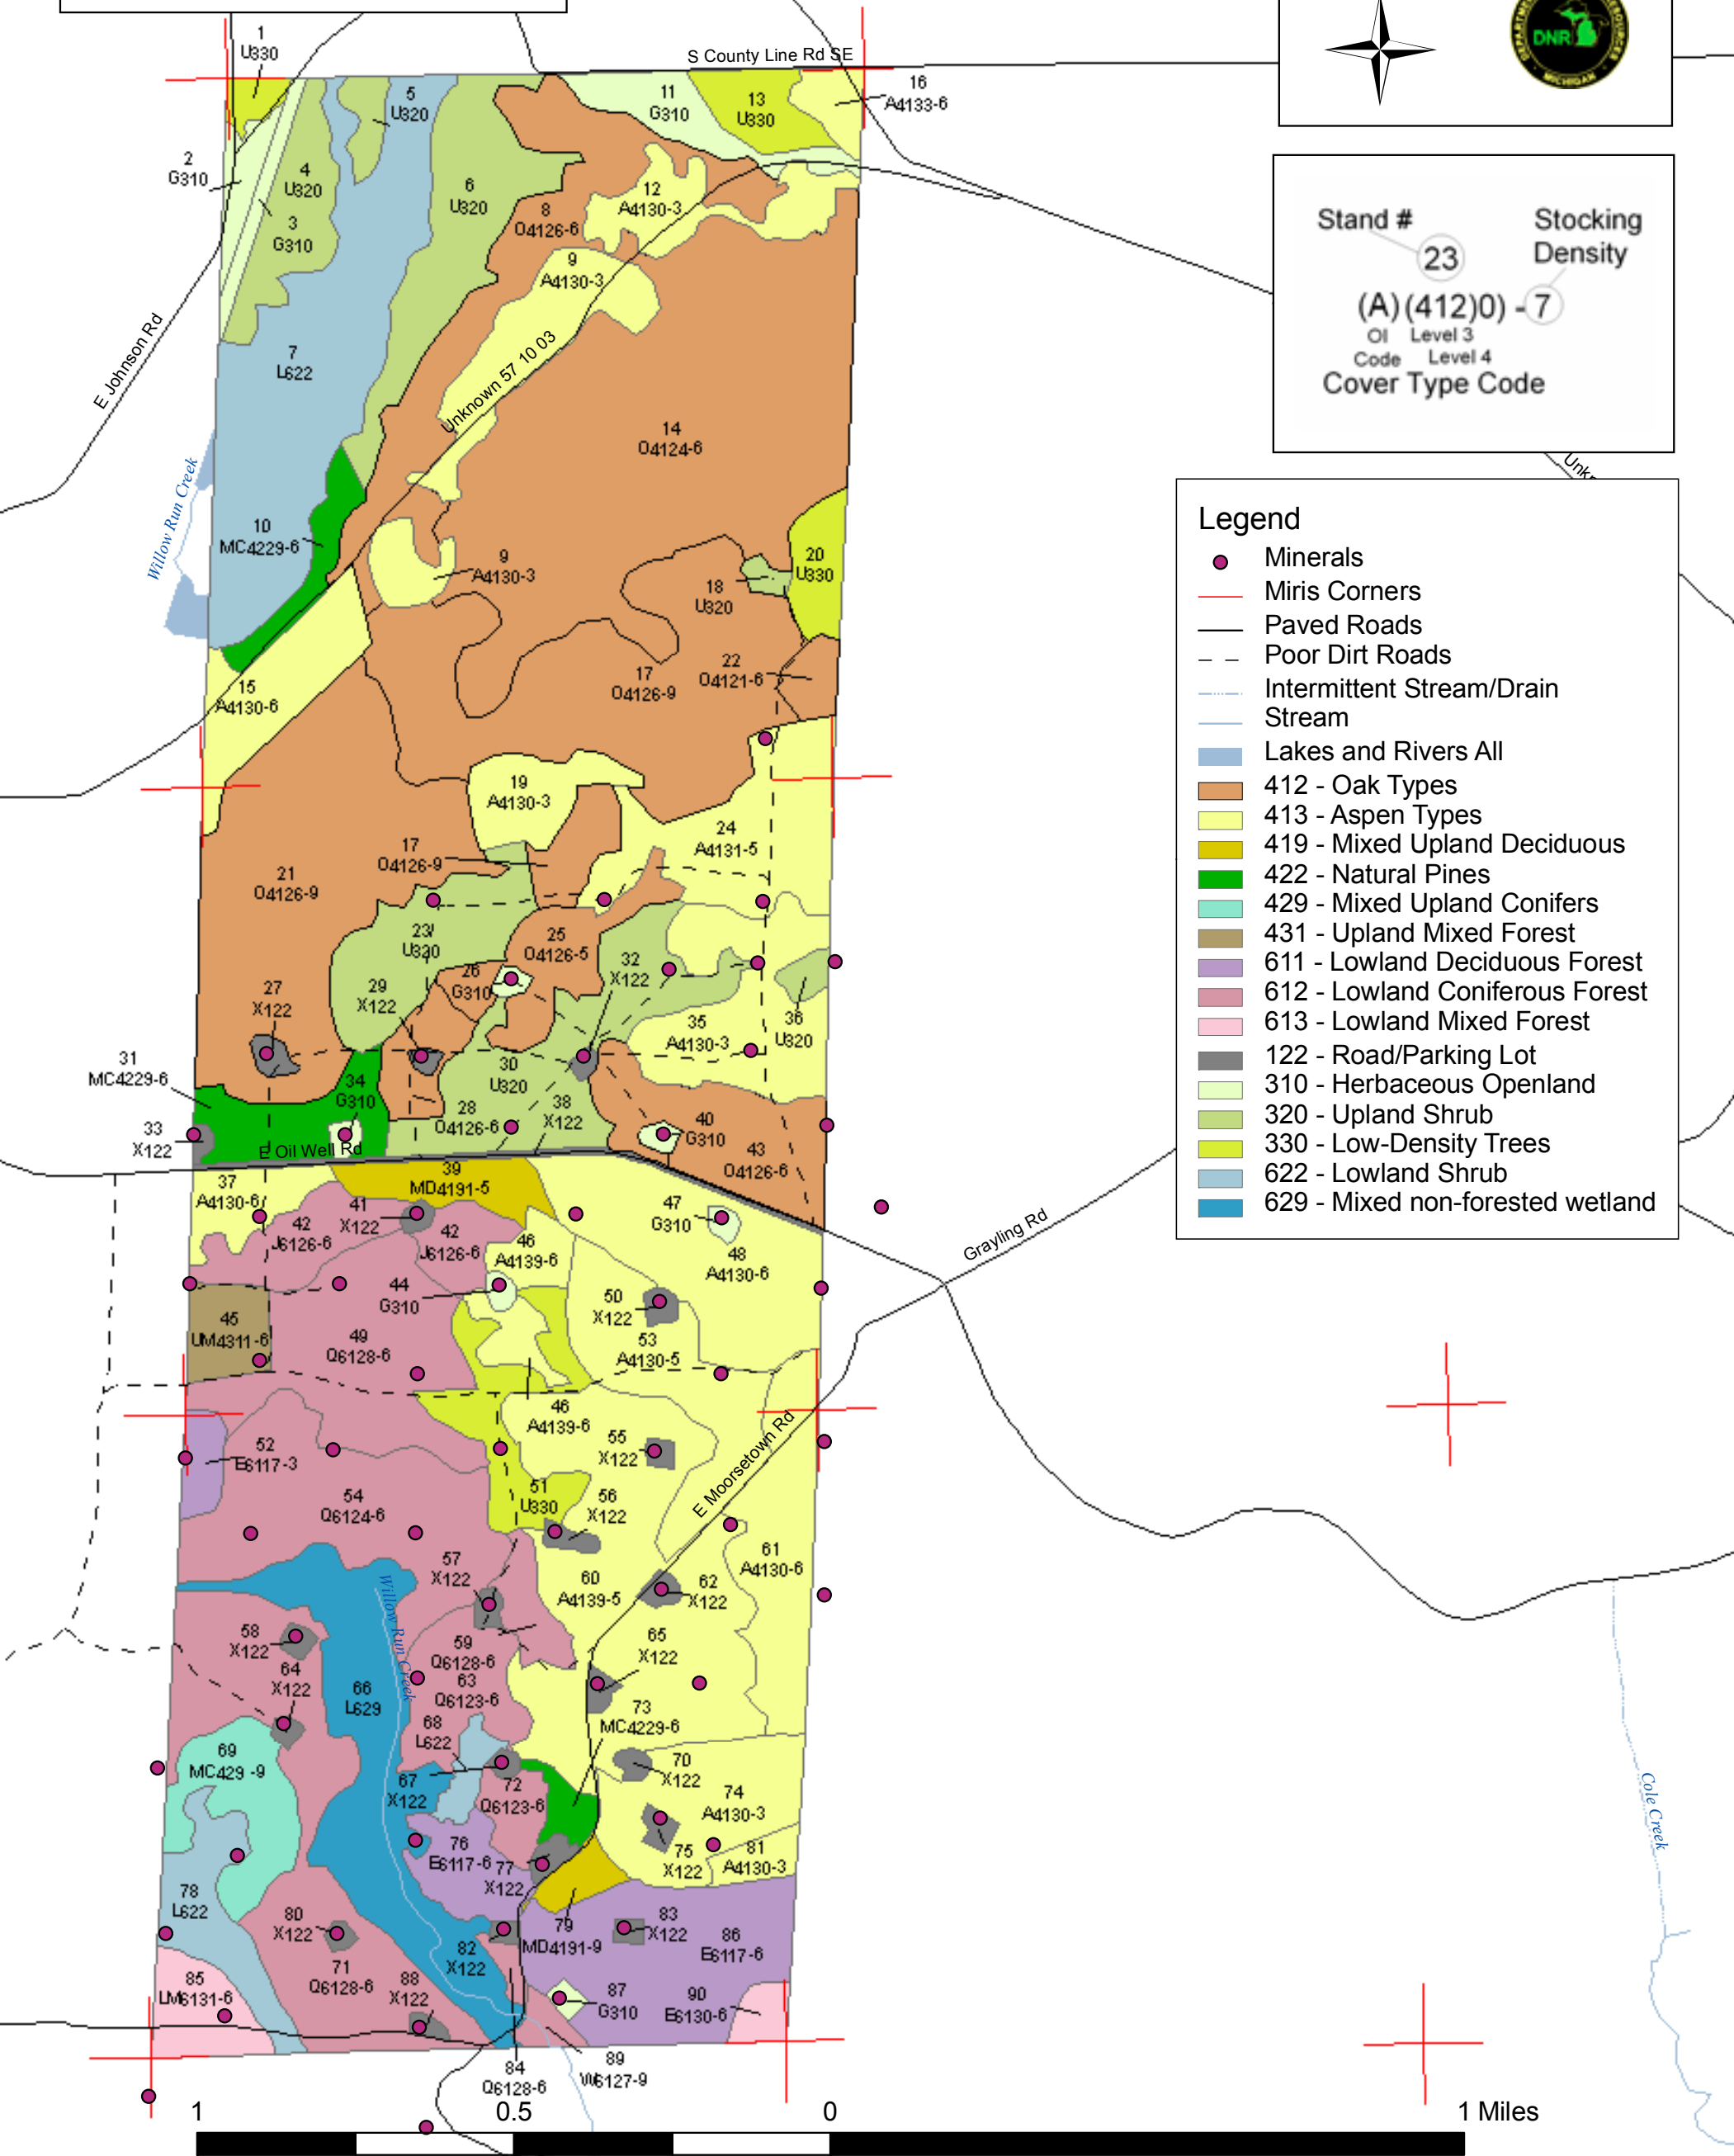 DNR
MICHIGAN
S County Line Rd SE
1
U330
2
G310
3
G310
4
U320
5
U320
6
U320
7
L622
8
O4126-6
9
A4130-3
10
MC4229-6
11
G310
12
A4130-3
13
U330
14
O4124-6
15
A4130-6
16
A4133-6
E Johnson Rd
Unknown 57 10 03
Willow Run Creek
9
A4130-3
17
O4126-9
18
U320
19
A4130-3
20
U330
21
O4126-9
22
O4121-6
17
O4126-9
23
U320
24
A4131-5
25
O4126-5
26
G310
27
X122
28
O4126-6
29
X122
30
U320
31
MC4229-6
32
X122
33
X122
34
G310
35
A4130-3
36
U320
38
X122
40
G310
43
O4126-6
E Oil Well Rd
37
A4130-6
39
MD4191-5
41
X122
42
J6126-6
42
J6126-6
44
G310
45
UM4311-6
46
A4139-6
47
G310
48
A4130-6
49
Q6128-6
50
X122
53
A4130-5
Grayling Rd
46
A4139-6
51
U330
52
E6117-3
54
Q6124-6
55
X122
56
X122
E Moorsetown Rd
57
X122
58
X122
59
Q6128-6
60
A4139-5
61
A4130-6
62
X122
63
Q6123-6
64
X122
65
X122
66
L629
Willow Run Creek
67
X122
68
L622
69
MC429 -9
70
X122
71
Q6128-6
72
Q6123-6
73
MC4229-6
74
A4130-3
75
X122
76
E6117-6
77
X122
78
L622
79
MD4191-9
80
X122
81
A4130-3
82
X122
83
X122
84
Q6128-6
85
LM6131-6
86
E6117-6
87
G310
88
X122
89
W6127-9
90
E6130-6
Cole Creek
Stand #
23
Stocking
Density
(A) (412)0) - 7
OI Level 3
Code Level 4
Cover Type Code
Legend
Minerals
Miris Corners
Paved Roads
Poor Dirt Roads
Intermittent Stream/Drain
Stream
Lakes and Rivers All
412 - Oak Types
413 - Aspen Types
419 - Mixed Upland Deciduous
422 - Natural Pines
429 - Mixed Upland Conifers
431 - Upland Mixed Forest
611 - Lowland Deciduous Forest
612 - Lowland Coniferous Forest
613 - Lowland Mixed Forest
122 - Road/Parking Lot
310 - Herbaceous Openland
320 - Upland Shrub
330 - Low-Density Trees
622 - Lowland Shrub
629 - Mixed non-forested wetland
1 0.5 0 1 Miles